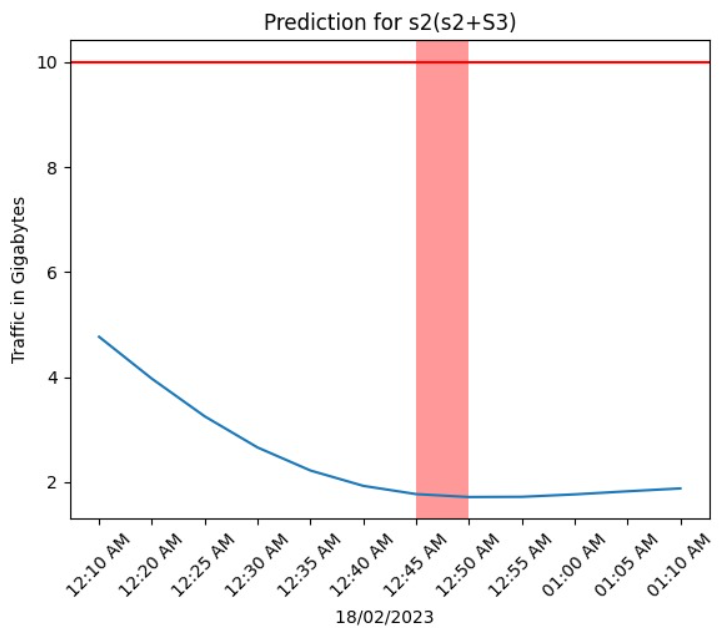 Prediction for s2(s2+S3)
Traffic in Gigabytes
10
8
6
4
2
12:10 AM
12:20 AM
12:25 AM
12:30 AM
12:35 AM
12:40 AM
12:45 AM
12:50 AM
12:55 AM
01:00 AM
01:05 AM
01:10 AM
18/02/2023